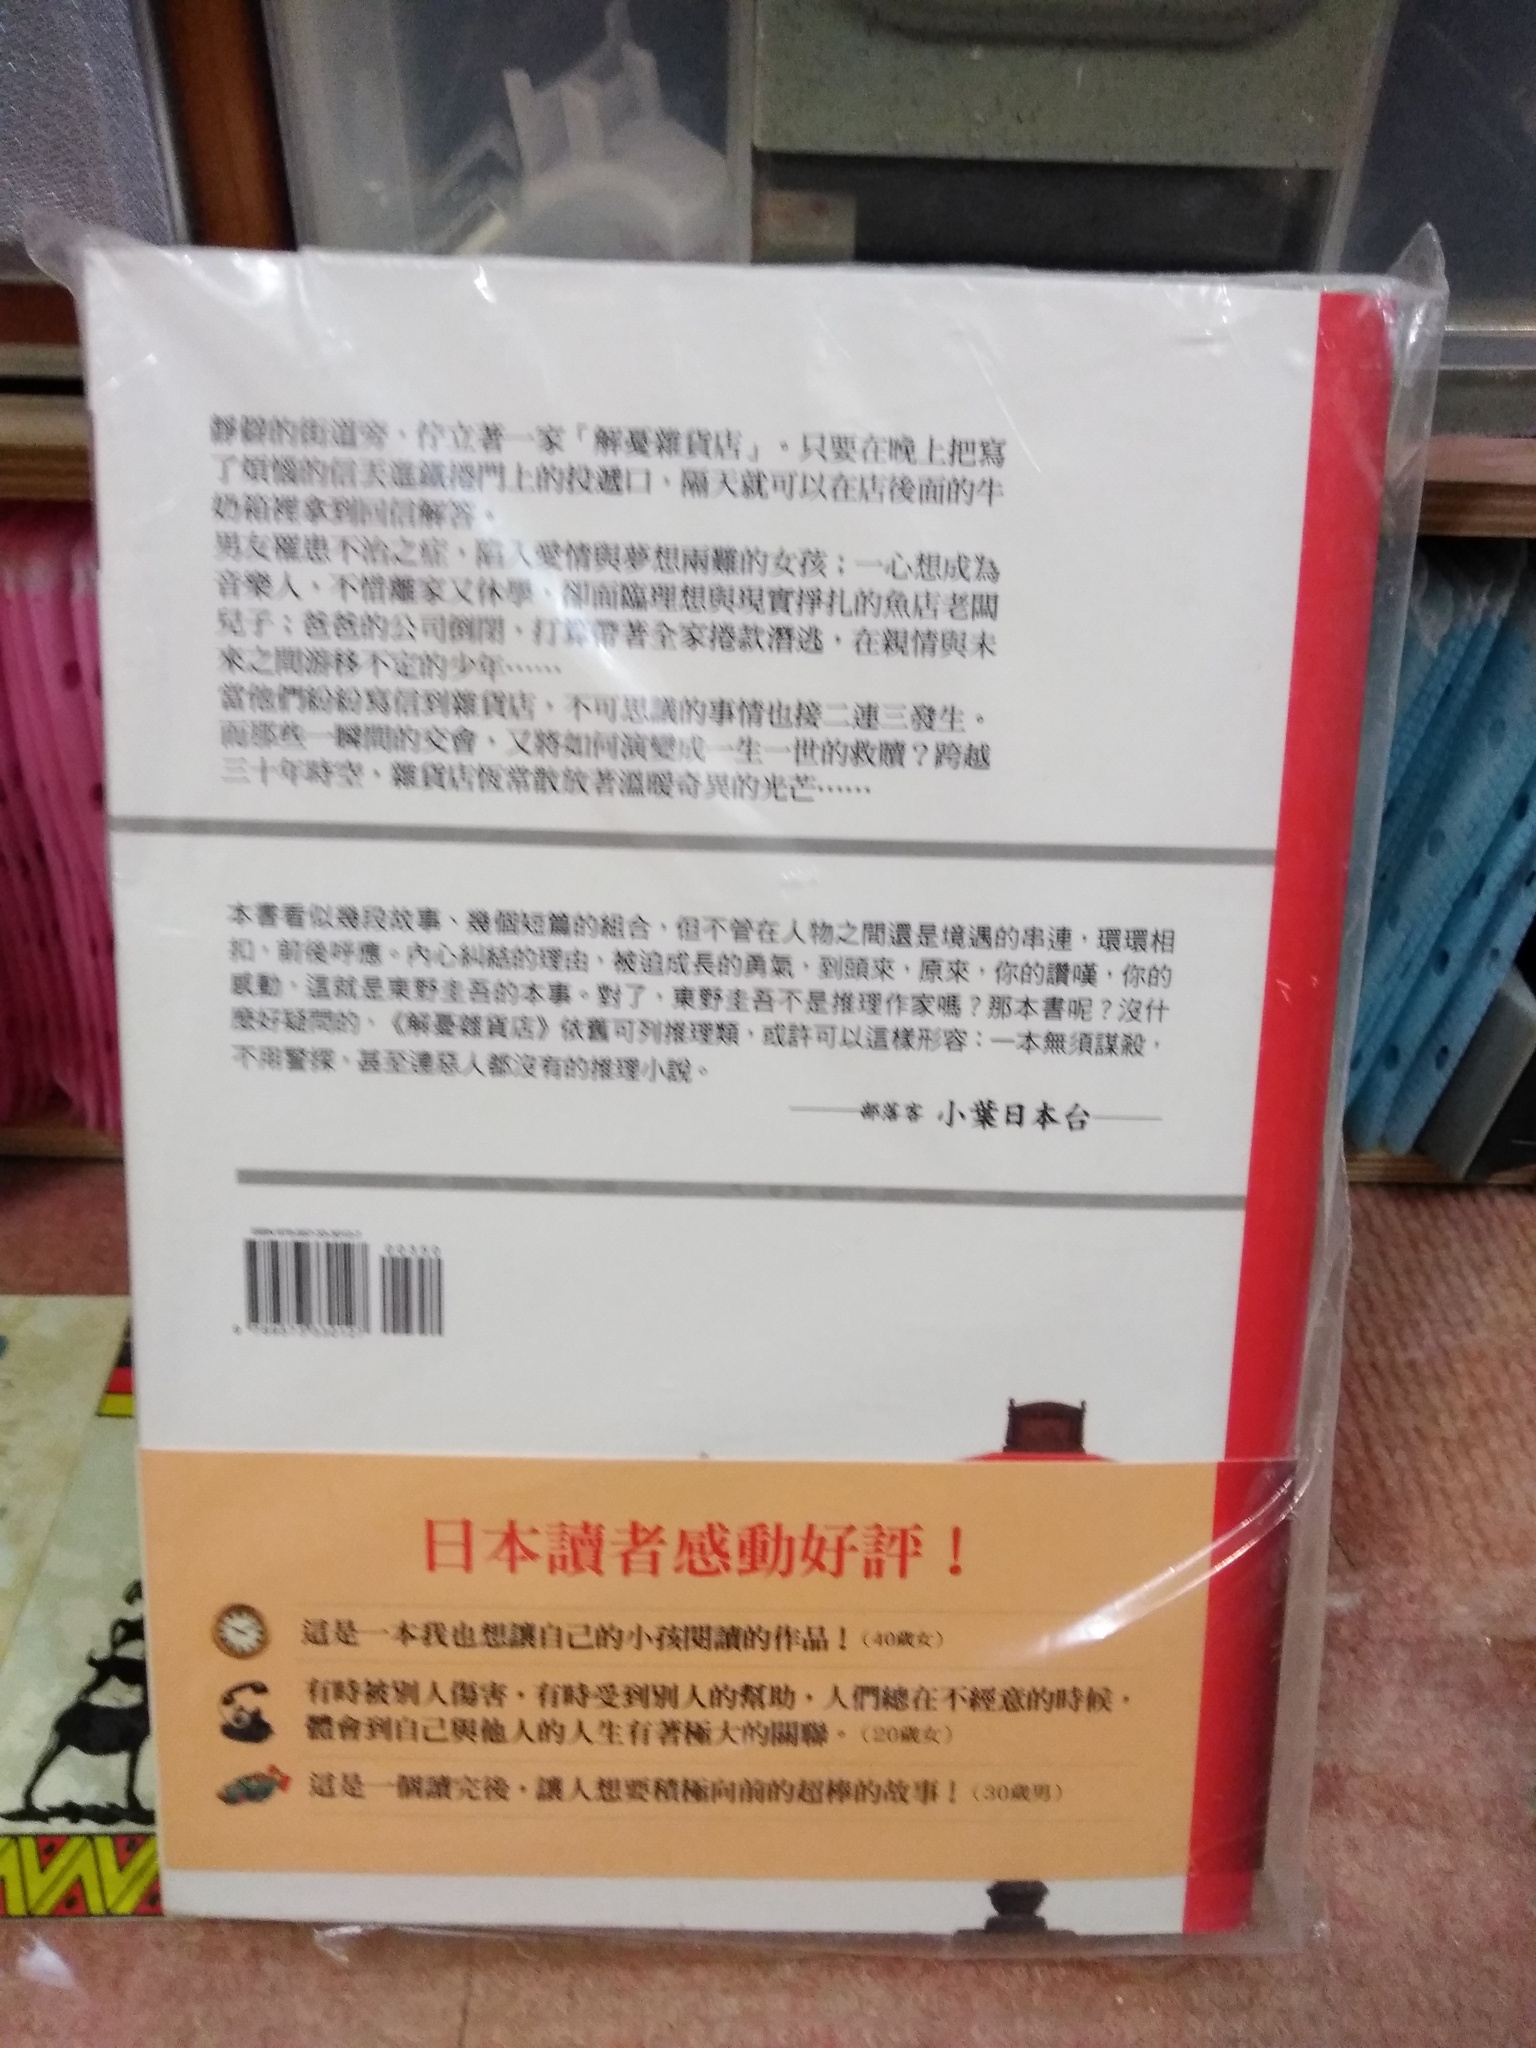 靜僻的街道旁，佇立著一家「解憂雜貨店」。只要在晚上把寫
了煩惱的信丟進鐵捲門上的投遞口，隔天就可以在店後面的牛
奶箱裡拿到回信解答。
男友罹患不治之症，陷入愛情與夢想兩難的女孩；一心想成為
音樂人，不惜離家又休學，卻面臨理想與現實掙扎的魚店老闆
兒子；爸爸的公司倒閉、打算帶著全家捲款潛逃，在親情與未
來之間游移不定的少年……
當他們紛紛寫信到雜貨店，不可思議的事情也接二連三發生。
而那些一瞬間的交會，又將如何演變成一生一世的救贖？跨越
三十年時空，雜貨店恆常散放著溫暖奇異的光芒……
本書看似幾段故事、幾個短篇的組合，但不管在人物之間還是境遇的串連，環環相
扣，前後呼應。內心糾結的理由，被迫成長的勇氣，到頭來，原來，你的讚嘆，你的
感動，這就是東野圭吾的本事。對了，東野圭吾不是推理作家嗎？那本書呢？沒什
麼好疑問的，《解憂雜貨店》依舊可列推理類，或許可以這樣形容：一本無須謀殺，
不用警探，甚至連惡人都沒有的推理小說。
——部落客 小葉日本台——
日本讀者感動好評！
這是一本我也想讓自己的小孩閱讀的作品！（40歲女）
有時被別人傷害，有時受到別人的幫助，人們總在不經意的時候，
體會到自己與他人的人生有著極大的關聯。（20歲女）
這是一個讀完後，讓人想要積極向前的超棒的故事！（30歲男）